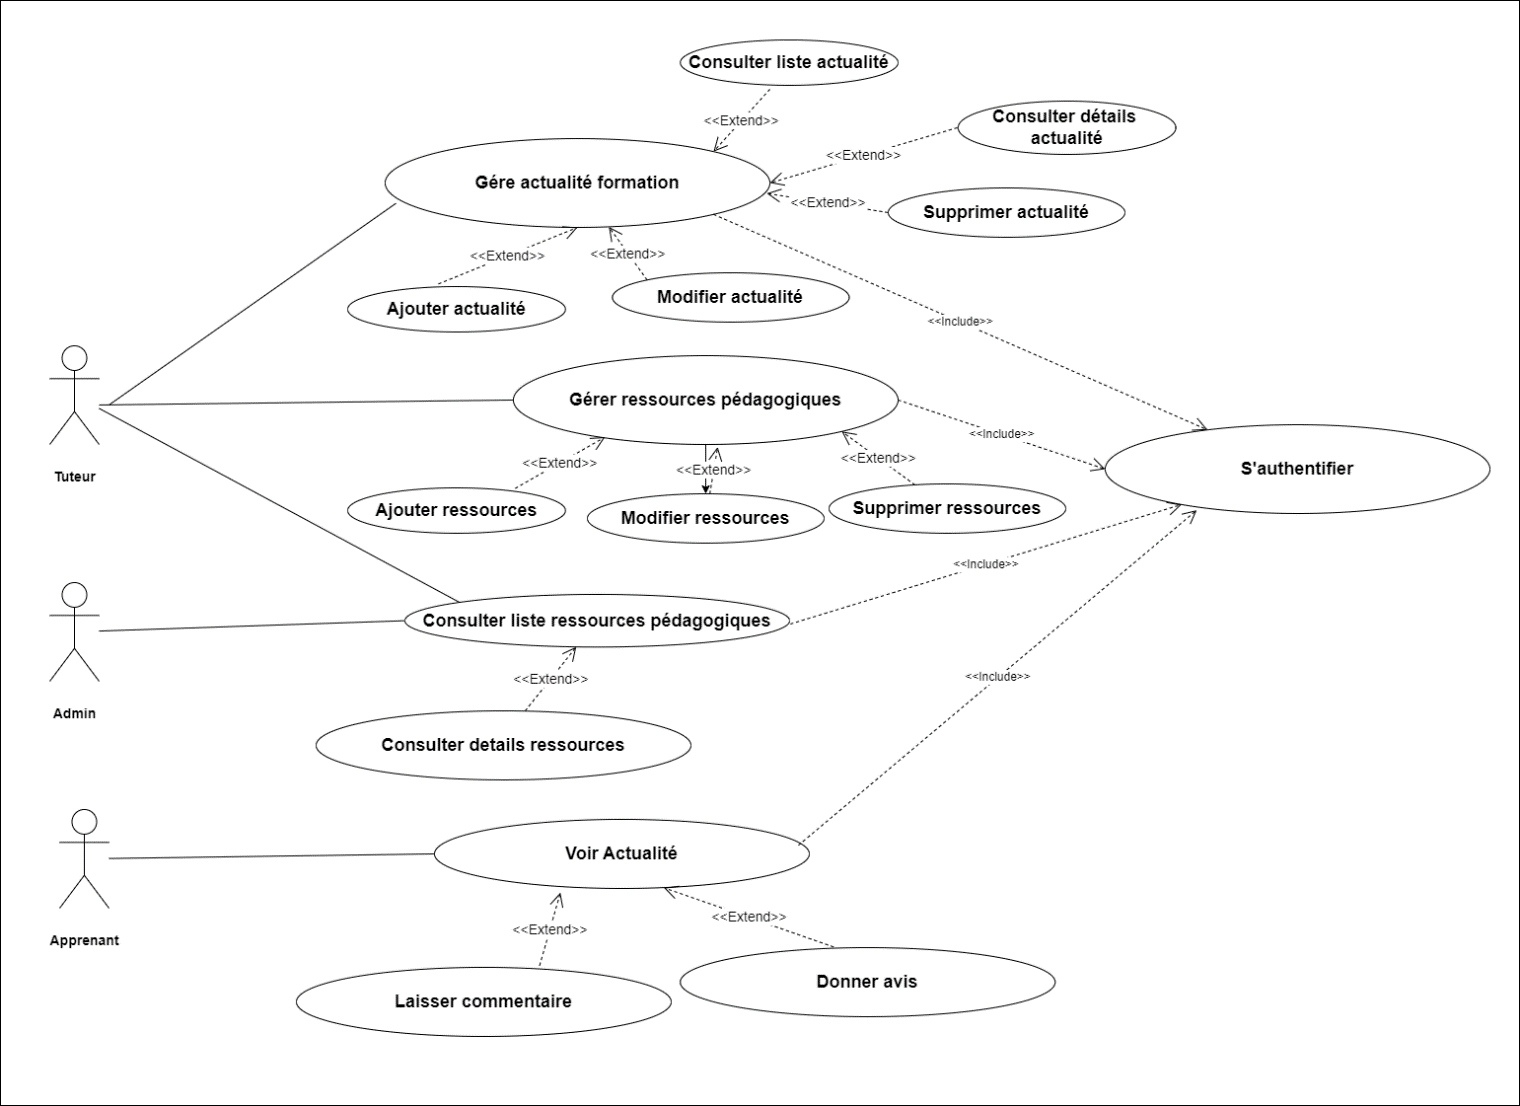 Consulter liste actualité
<<Extend>>
Consulter détails
actualité
<<Extend>>
Gére actualité formation
<<Extend>>
Supprimer actualité
<<Extend>>
<<Extend>>
Ajouter actualité
Modifier actualité
<<Include>>
Gérer ressources pédagogiques
<<Include>>
<<Extend>>
<<Extend>>
<<Extend>>
S'authentifier
Tuteur
Ajouter ressources
Modifier ressources
Supprimer ressources
<<Include>>
Consulter liste ressources pédagogiques
<<Extend>>
<<Include>>
Admin
Consulter details ressources
Voir Actualité
<<Extend>>
<<Extend>>
Apprenant
Donner avis
Laisser commentaire